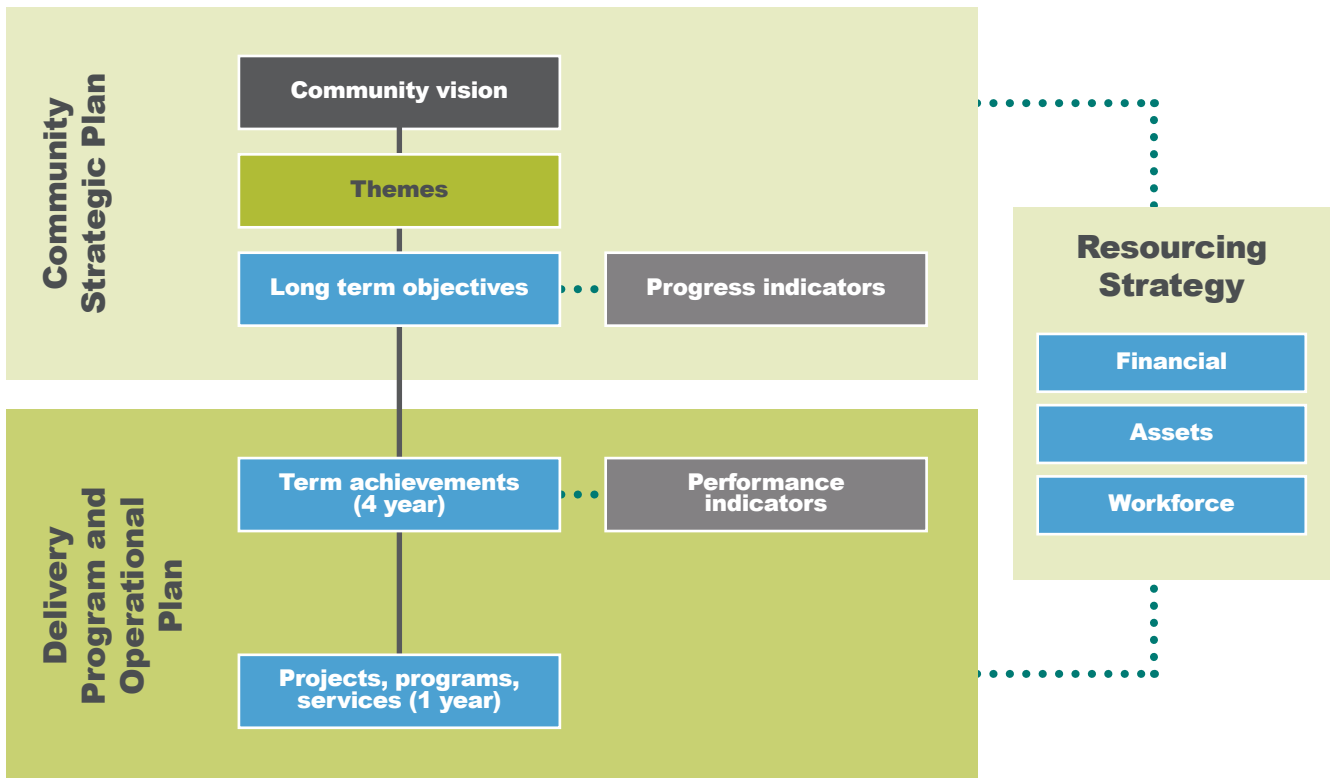 Community
Strategic Plan
Community vision
Themes
Long term objectives
Progress indicators
Delivery
Program and
Operational
Plan
Term achievements
(4 year)
Performance
indicators
Projects, programs,
services (1 year)
Resourcing
Strategy
Financial
Assets
Workforce